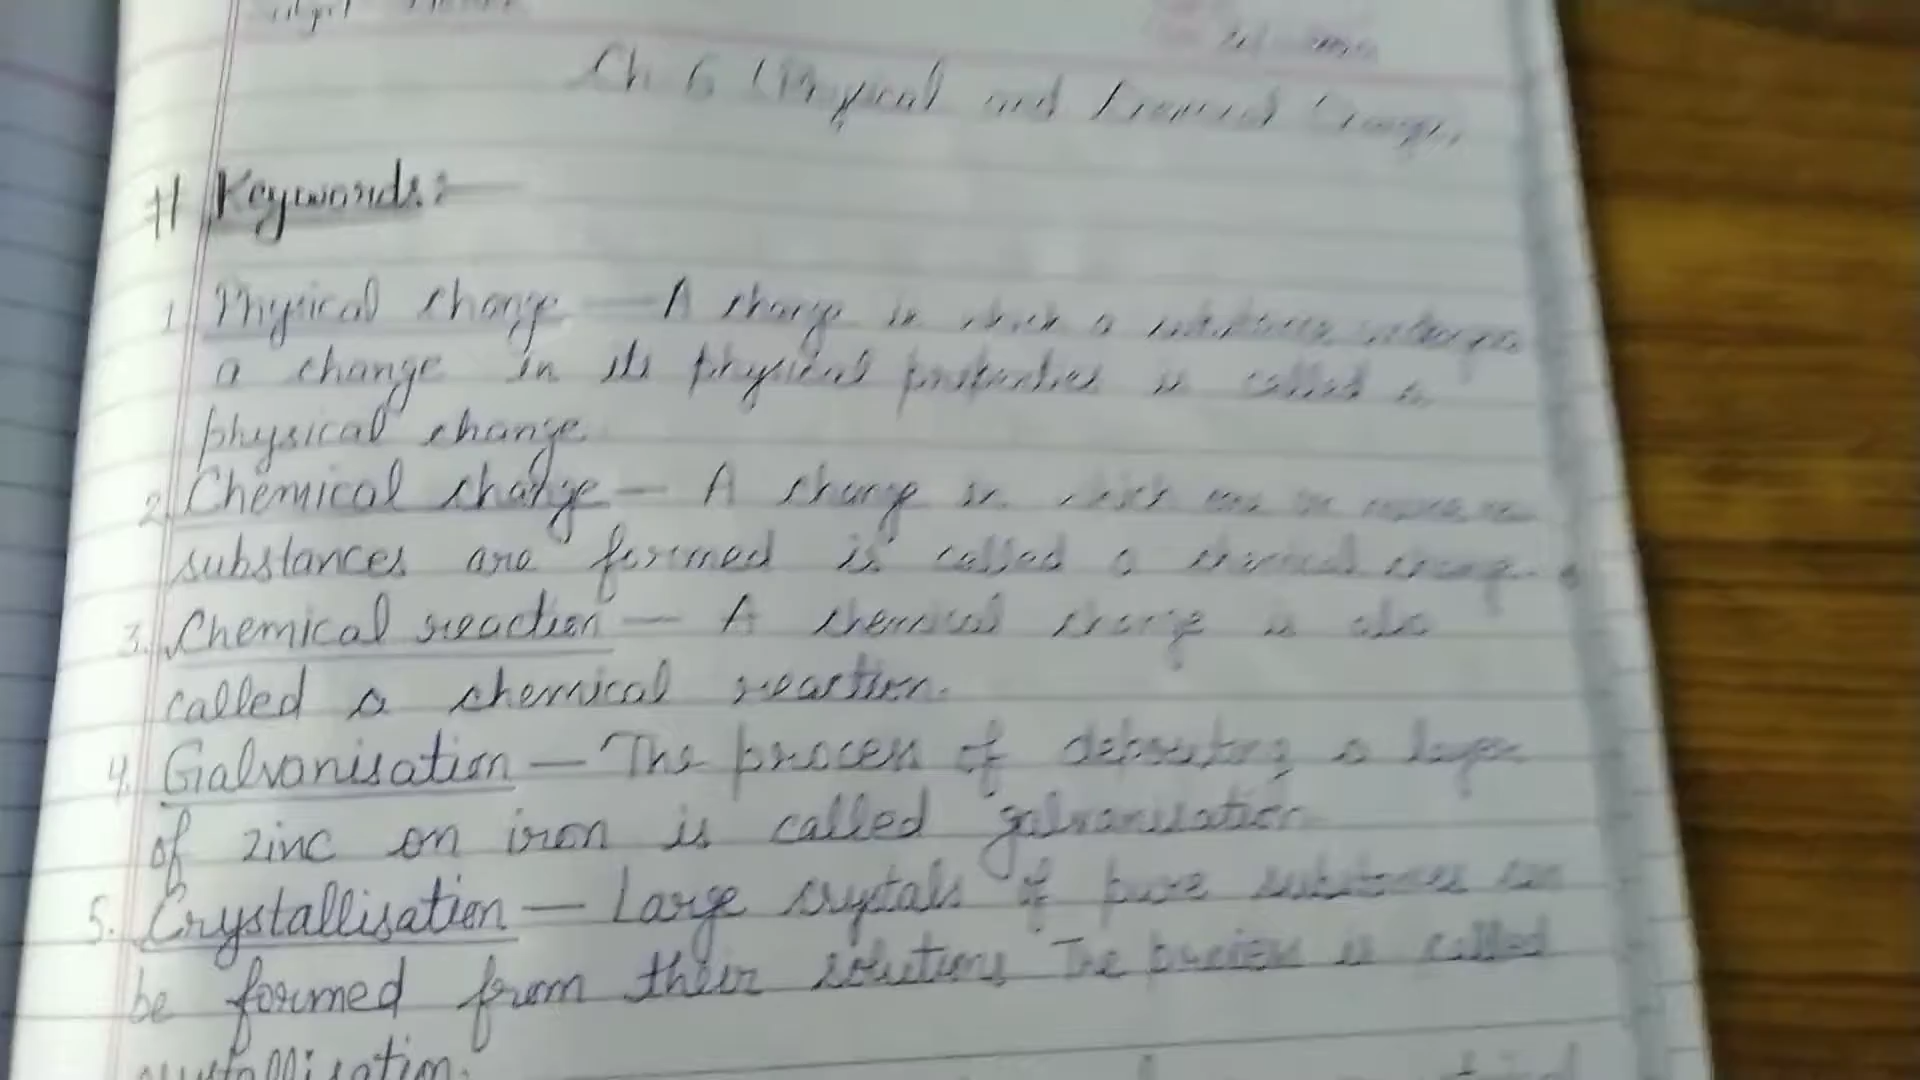 Ch 6 (Physical and Chemical Changes
# Keywords:—
1. Physical change — A change in which a substance undergoes
a change in its physical properties is called a
physical change.
2. Chemical change — A change in which one or more
substances are formed is called a chemical change.
3. Chemical reaction — A chemical change is also
called a chemical reaction.
4. Galvanisation — The process of depositing a layer
of zinc on iron is called galvanisation
5. Crystallisation — Large crystals of pure substances can
be formed from their solutions The process is called
crystallisation.